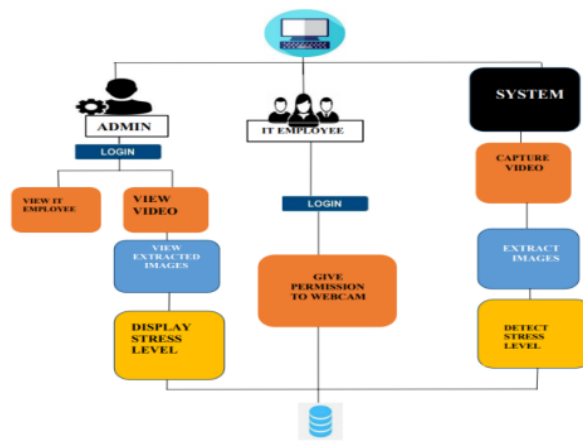 SYSTEM
ADMIN
IT EMPLOYEE
LOGIN
CAPTURE
VIDEO
VIEW IT
EMPLOYEE
VIEW
VIDEO
LOGIN
VIEW
EXTRACTED
IMAGES
EXTRACT
IMAGES
GIVE
PERMISSION
TO WEBCAM
DISPLAY
STRESS
LEVEL
DETECT
STRESS
LEVEL